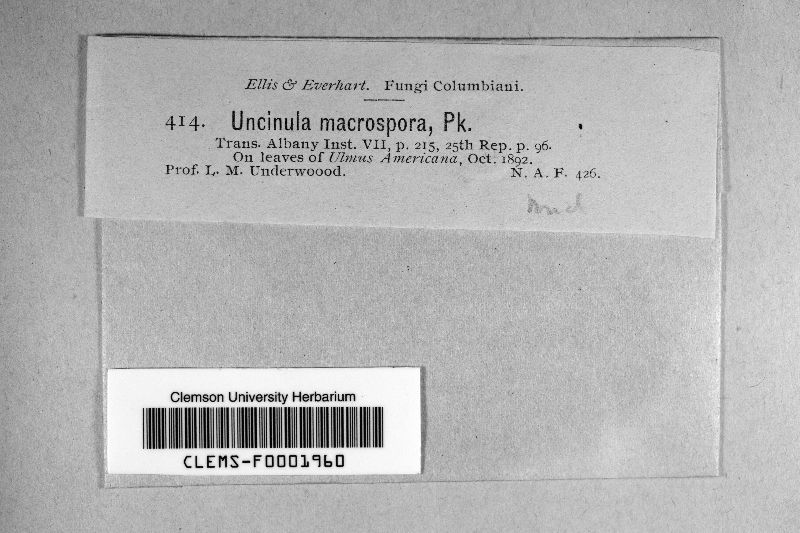 Ellis & Everhart. Fungi Columbiani.
414. Uncinula macrospora, Pk.
Trans. Albany Inst. VII, p. 215, 25th Rep. p. 96.
On leaves of Ulmus Americana, Oct. 1892.
Prof. L. M. Underwoood. N. A. F. 426.
Clemson University Herbarium
CLEMS-F0001960